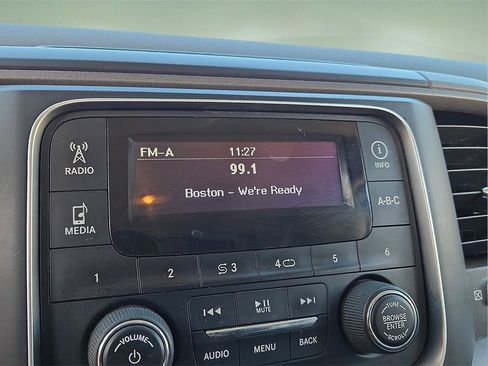 FM-A 11:27
99.1
Boston - We're Ready
RADIO
INFO
MEDIA
A-B-C
1 2 3 4 5 6
MUTE
VOLUME
AUDIO MENU BACK
TUNE
BROWSE
ENTER
SCROLL